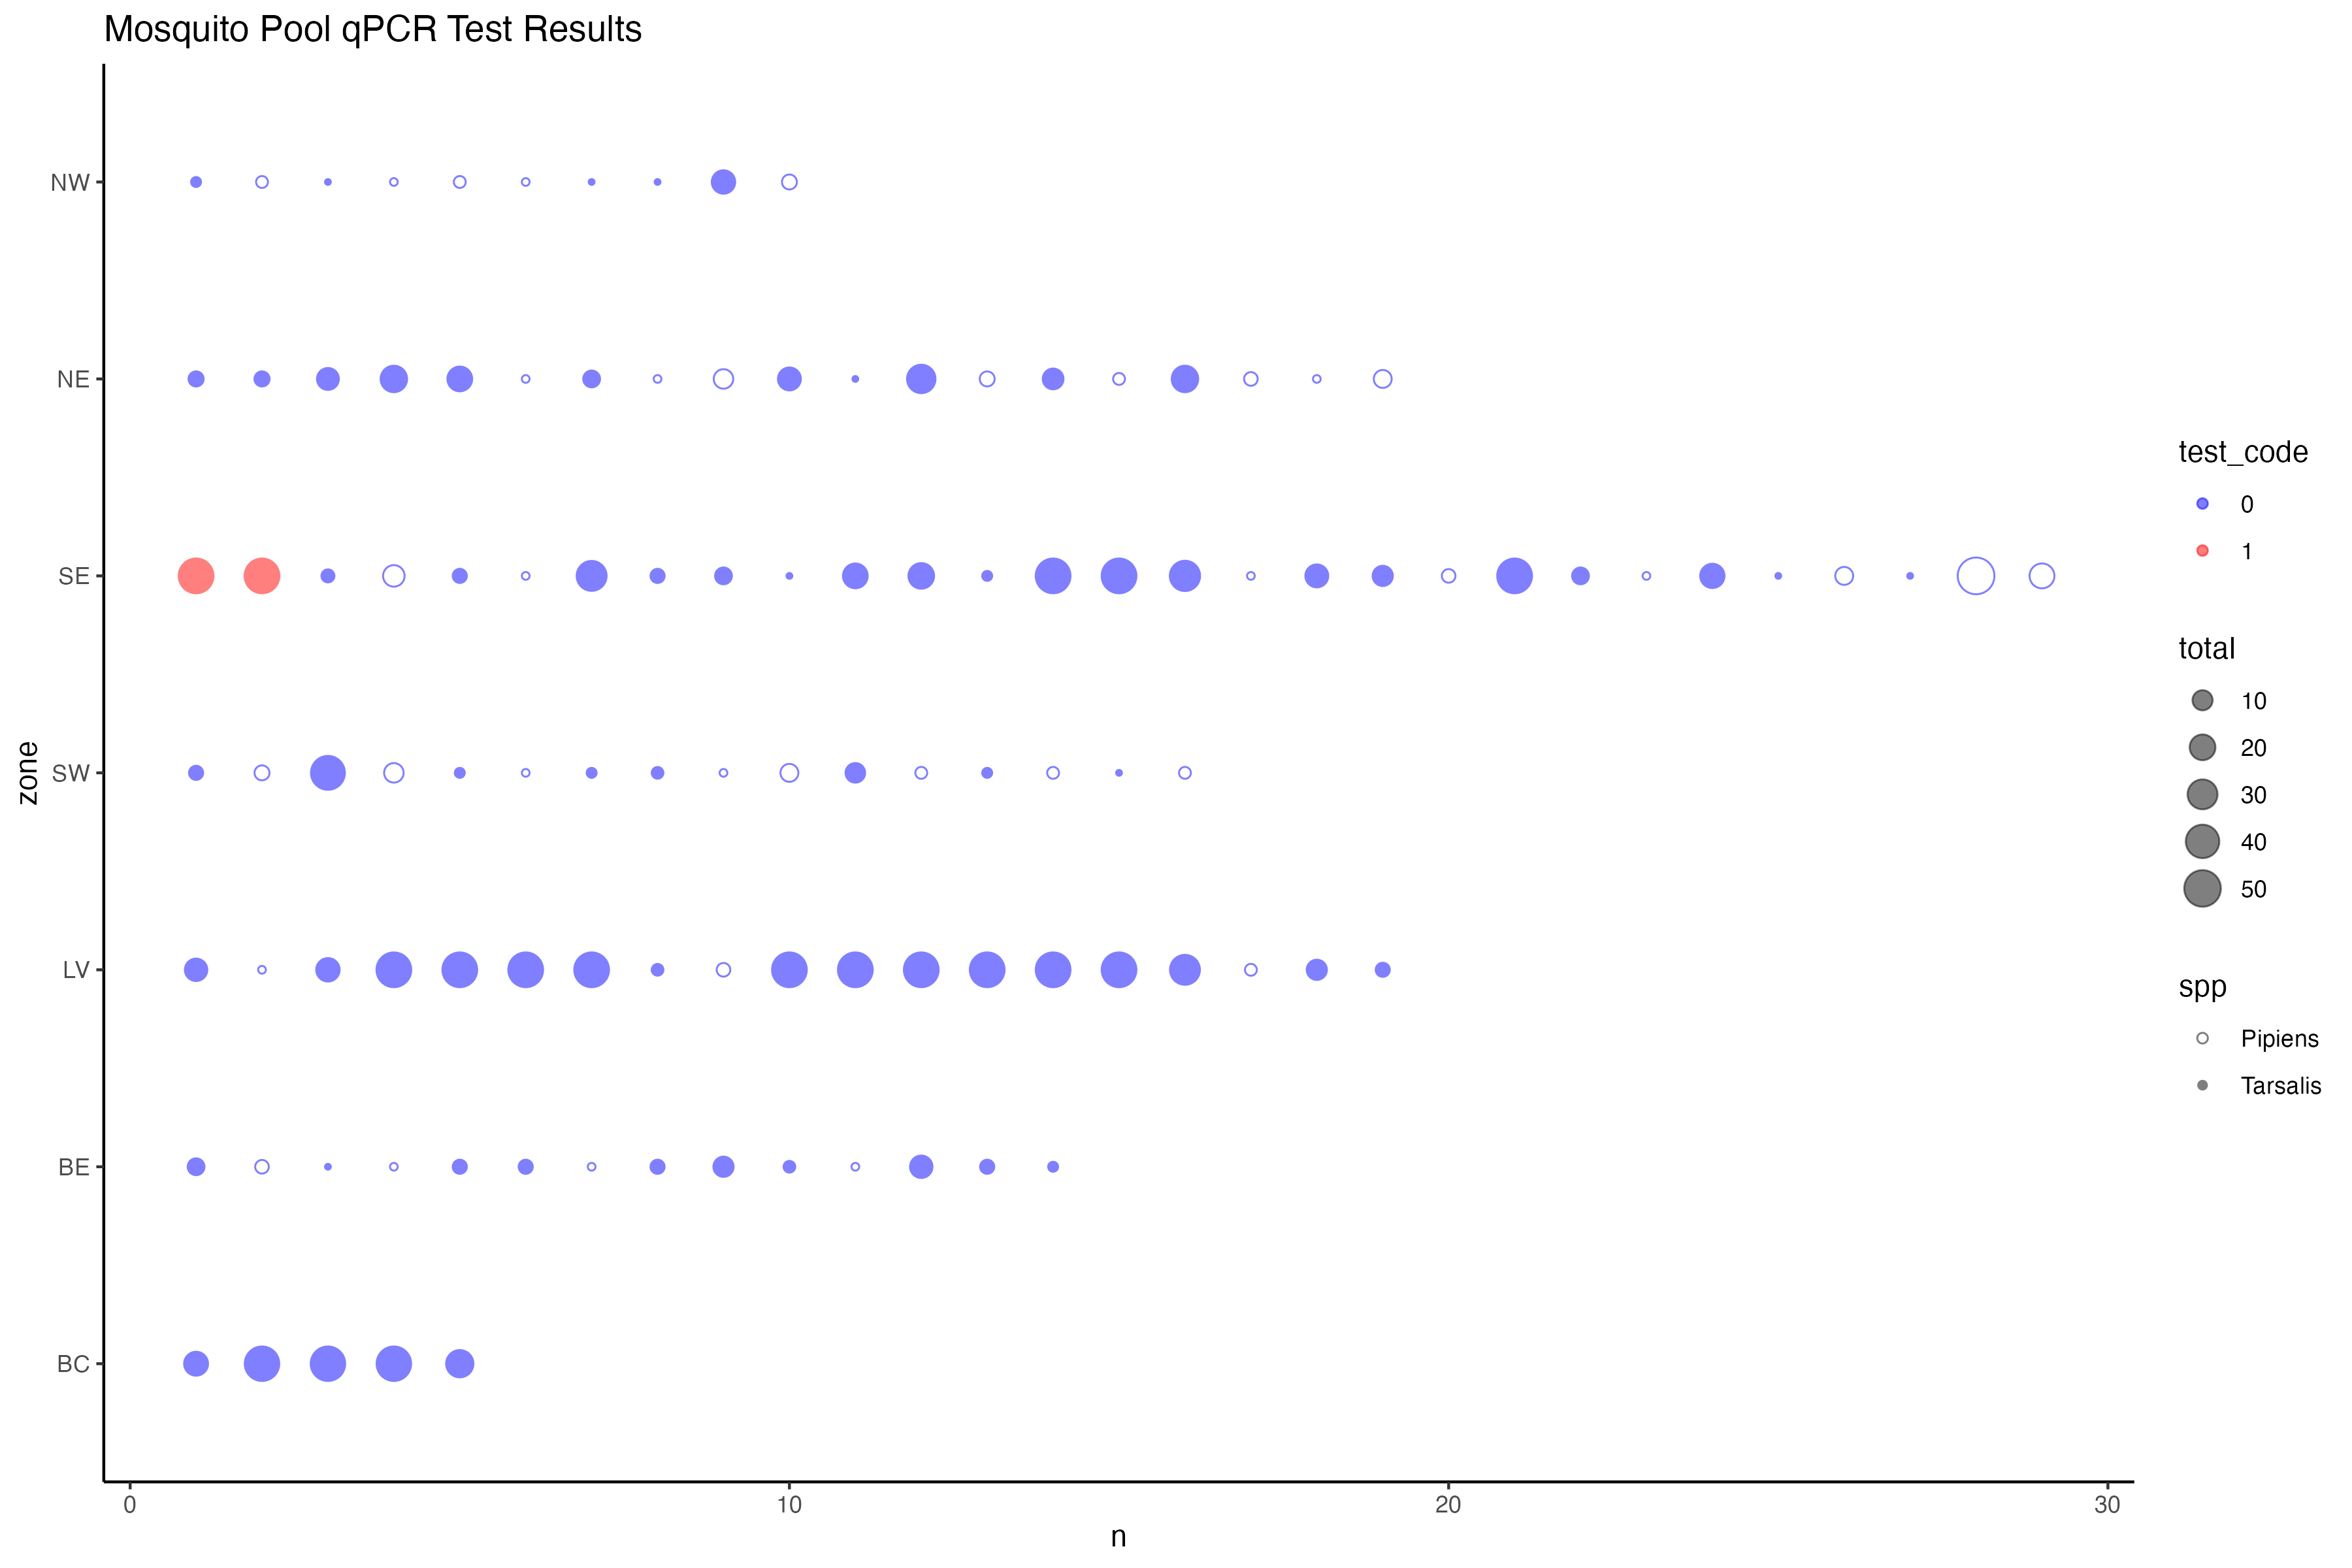 Mosquito Pool qPCR Test Results
NW
NE
SE
SW
LV
BE
BC
zone
0
10
20
30
n
test_code
0
1
total
10
20
30
40
50
spp
Pipiens
Tarsalis